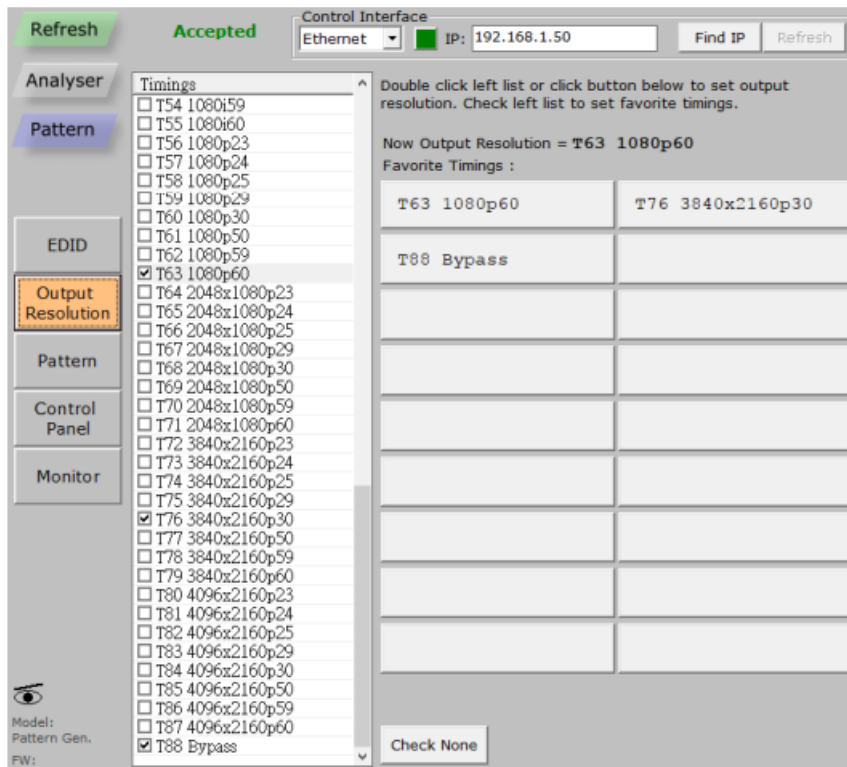 Refresh
Accepted
Control Interface
Ethernet
IP: 192.168.1.50
Find IP
Refresh
Analyser
Pattern
EDID
Output
Resolution
Pattern
Control
Panel
Monitor
Model:
Pattern Gen.
FW:
Timings
T54 1080i59
T55 1080i60
T56 1080p23
T57 1080p24
T58 1080p25
T59 1080p29
T60 1080p30
T61 1080p50
T62 1080p59
T63 1080p60
T64 2048x1080p23
T65 2048x1080p24
T66 2048x1080p25
T67 2048x1080p29
T68 2048x1080p30
T69 2048x1080p50
T70 2048x1080p59
T71 2048x1080p60
T72 3840x2160p23
T73 3840x2160p24
T74 3840x2160p25
T75 3840x2160p29
T76 3840x2160p30
T77 3840x2160p50
T78 3840x2160p59
T79 3840x2160p60
T80 4096x2160p23
T81 4096x2160p24
T82 4096x2160p25
T83 4096x2160p29
T84 4096x2160p30
T85 4096x2160p50
T86 4096x2160p59
T87 4096x2160p60
T88 Bypass
Double click left list or click button below to set output
resolution. Check left list to set favorite timings.
Now Output Resolution = T63 1080p60
Favorite Timings :
T63 1080p60
T76 3840x2160p30
T88 Bypass
Check None